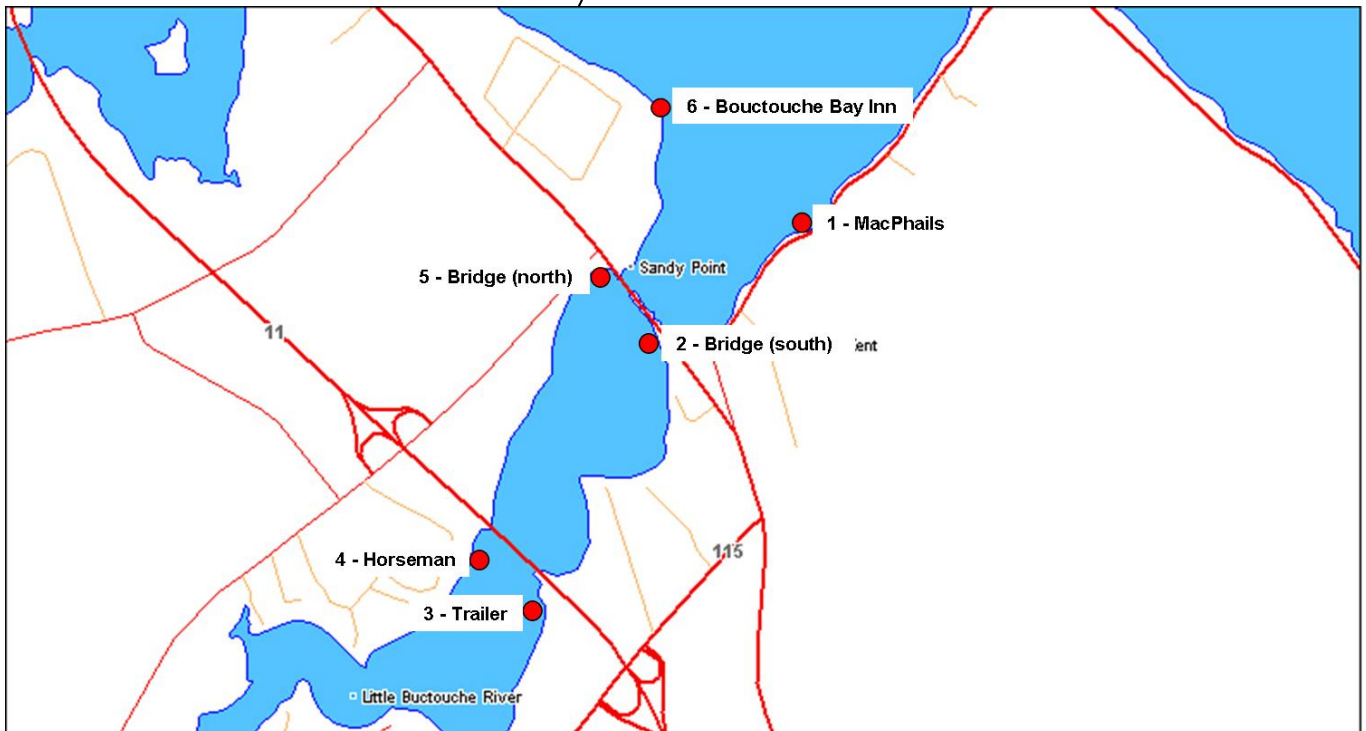 6 - Bouctouche Bay Inn
1 - MacPhails
Sandy Point
5 - Bridge (north)
11
2 - Bridge (south)
115
4 - Horseman
3 - Trailer
Little Buctouche River